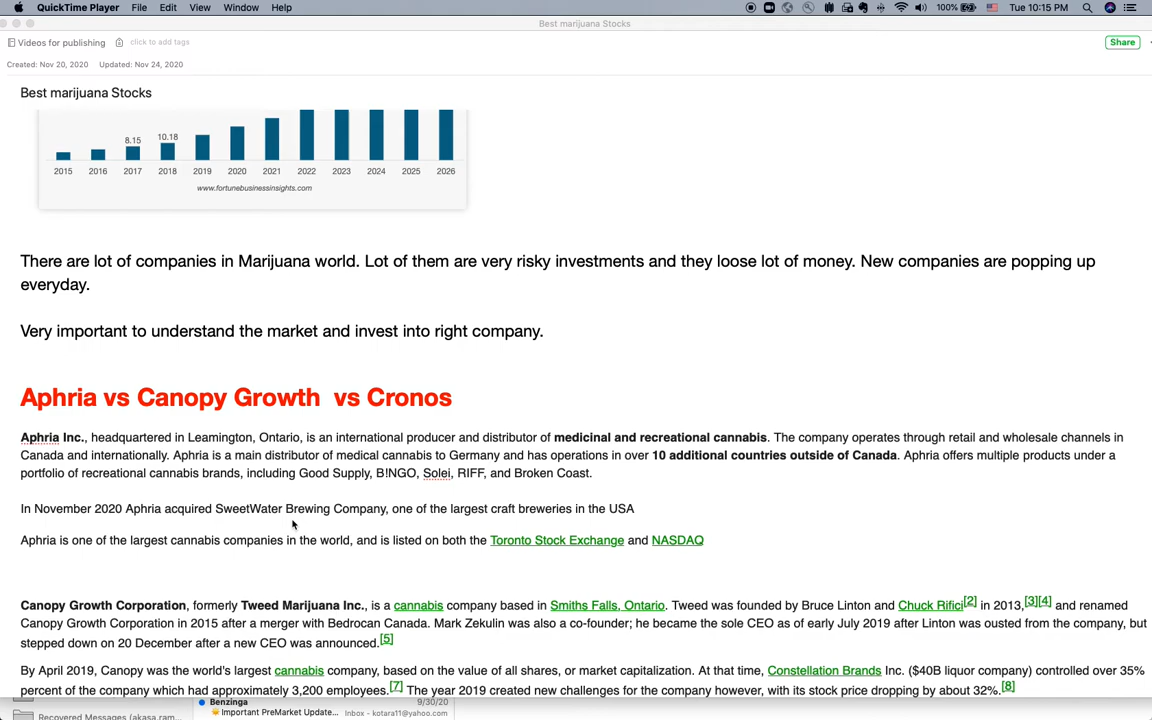 QuickTime Player File Edit View Window Help 100% Tue 10:15 PM
Best marijuana Stocks
Videos for publishing click to add tags Share
Created: Nov 20, 2020 Updated: Nov 24, 2020
Best marijuana Stocks
8.15 10.18
2015 2016 2017 2018 2019 2020 2021 2022 2023 2024 2025 2026
www.fortunebusinessinsights.com
There are lot of companies in Marijuana world. Lot of them are very risky investments and they loose lot of money. New companies are popping up
everyday.
Very important to understand the market and invest into right company.
Aphria vs Canopy Growth vs Cronos
Aphria Inc., headquartered in Leamington, Ontario, is an international producer and distributor of medicinal and recreational cannabis. The company operates through retail and wholesale channels in
Canada and internationally. Aphria is a main distributor of medical cannabis to Germany and has operations in over 10 additional countries outside of Canada. Aphria offers multiple products under a
portfolio of recreational cannabis brands, including Good Supply, B!NGO, Solei, RIFF, and Broken Coast.
In November 2020 Aphria acquired SweetWater Brewing Company, one of the largest craft breweries in the USA
Aphria is one of the largest cannabis companies in the world, and is listed on both the Toronto Stock Exchange and NASDAQ
Canopy Growth Corporation, formerly Tweed Marijuana Inc., is a cannabis company based in Smiths Falls, Ontario. Tweed was founded by Bruce Linton and Chuck Rifici[2] in 2013,[3][4] and renamed
Canopy Growth Corporation in 2015 after a merger with Bedrocan Canada. Mark Zekulin was also a co-founder; he became the sole CEO as of early July 2019 after Linton was ousted from the company, but
stepped down on 20 December after a new CEO was announced.[5]
By April 2019, Canopy was the world's largest cannabis company, based on the value of all shares, or market capitalization. At that time, Constellation Brands Inc. ($40B liquor company) controlled over 35%
percent of the company which had approximately 3,200 employees.[7] The year 2019 created new challenges for the company however, with its stock price dropping by about 32%.[8]
Benzinga 9/30/20
Recovered Messages (akasa.ram... Important PreMarket Update... Inbox - kotara11@yahoo.com